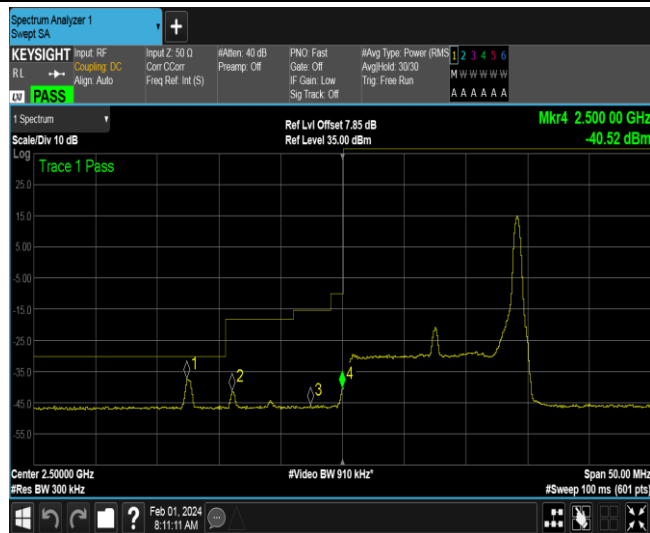 Spectrum Analyzer 1
Swept SA
+
KEYSIGHT Input: RF Input Z: 50 Ω #Atten: 40 dB PNO: Fast #Avg Type: Power (RMS 1 2 3 4 5 6
RL Coupling: DC Corr CCorr Preamp: Off Gate: Off Avg|Hold: 30/30 M W W W W W
Align: Auto Freq Ref: Int (S) IF Gain: Low Trig: Free Run
PASS Sig Track: Off A A A A A A
1 Spectrum Ref Lvl Offset 7.85 dB Mkr4 2.500 00 GHz
Scale/Div 10 dB Ref Level 35.00 dBm -40.52 dBm
Log
Trace 1 Pass
25.0
15.0
5.00
-5.00
-15.0
-25.0
-35.0
-45.0
-55.0
1
2
3
4
Center 2.50000 GHz #Video BW 910 kHz* Span 50.00 MHz
#Res BW 300 kHz #Sweep 100 ms (601 pts)
? Feb 01, 2024
8:11:11 AM